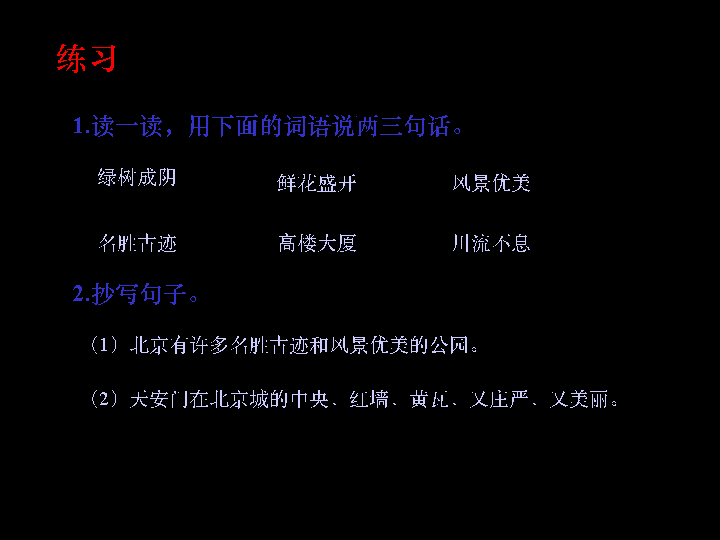 练习
1.读一读，用下面的词语说两三句话。
绿树成阴 鲜花盛开 风景优美
名胜古迹 高楼大厦 川流不息
2.抄写句子。
（1）北京有许多名胜古迹和风景优美的公园。
（2）天安门在北京城的中央、红墙、黄瓦、又庄严、又美丽。